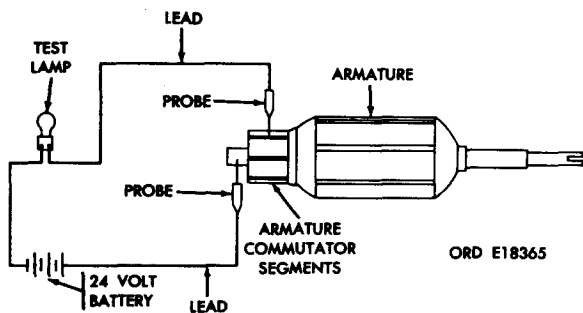 LEAD
TEST
LAMP
ARMATURE
PROBE
PROBE
ARMATURE
COMMUTATOR
SEGMENTS
ORD E18365
24 VOLT
BATTERY
LEAD